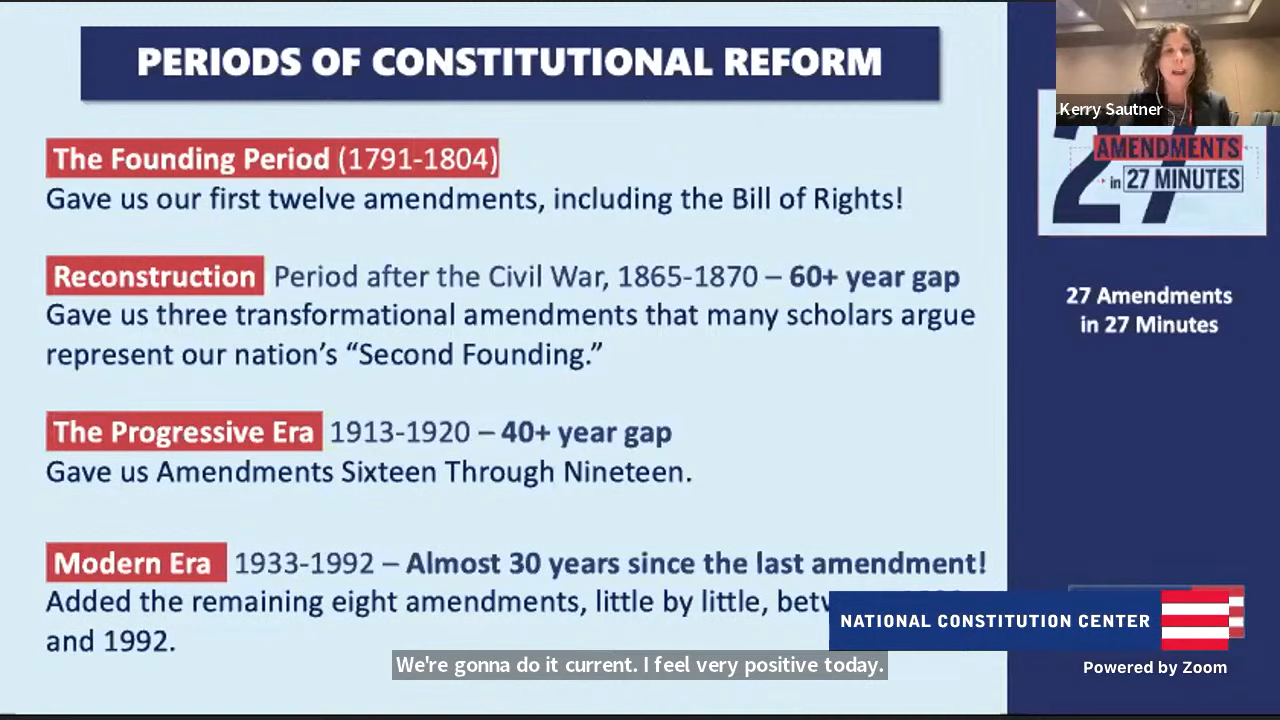 PERIODS OF CONSTITUTIONAL REFORM
The Founding Period (1791-1804)
Gave us our first twelve amendments, including the Bill of Rights!
Reconstruction Period after the Civil War, 1865-1870 – 60+ year gap
Gave us three transformational amendments that many scholars argue
represent our nation’s “Second Founding.”
The Progressive Era 1913-1920 – 40+ year gap
Gave us Amendments Sixteen Through Nineteen.
Modern Era 1933-1992 – Almost 30 years since the last amendment!
Added the remaining eight amendments, little by little,
and 1992.
Kerry Sautner
27
AMENDMENTS
in 27 MINUTES
27 Amendments
in 27 Minutes
NATIONAL CONSTITUTION CENTER
We're gonna do it current. I feel very positive today.
Powered by Zoom